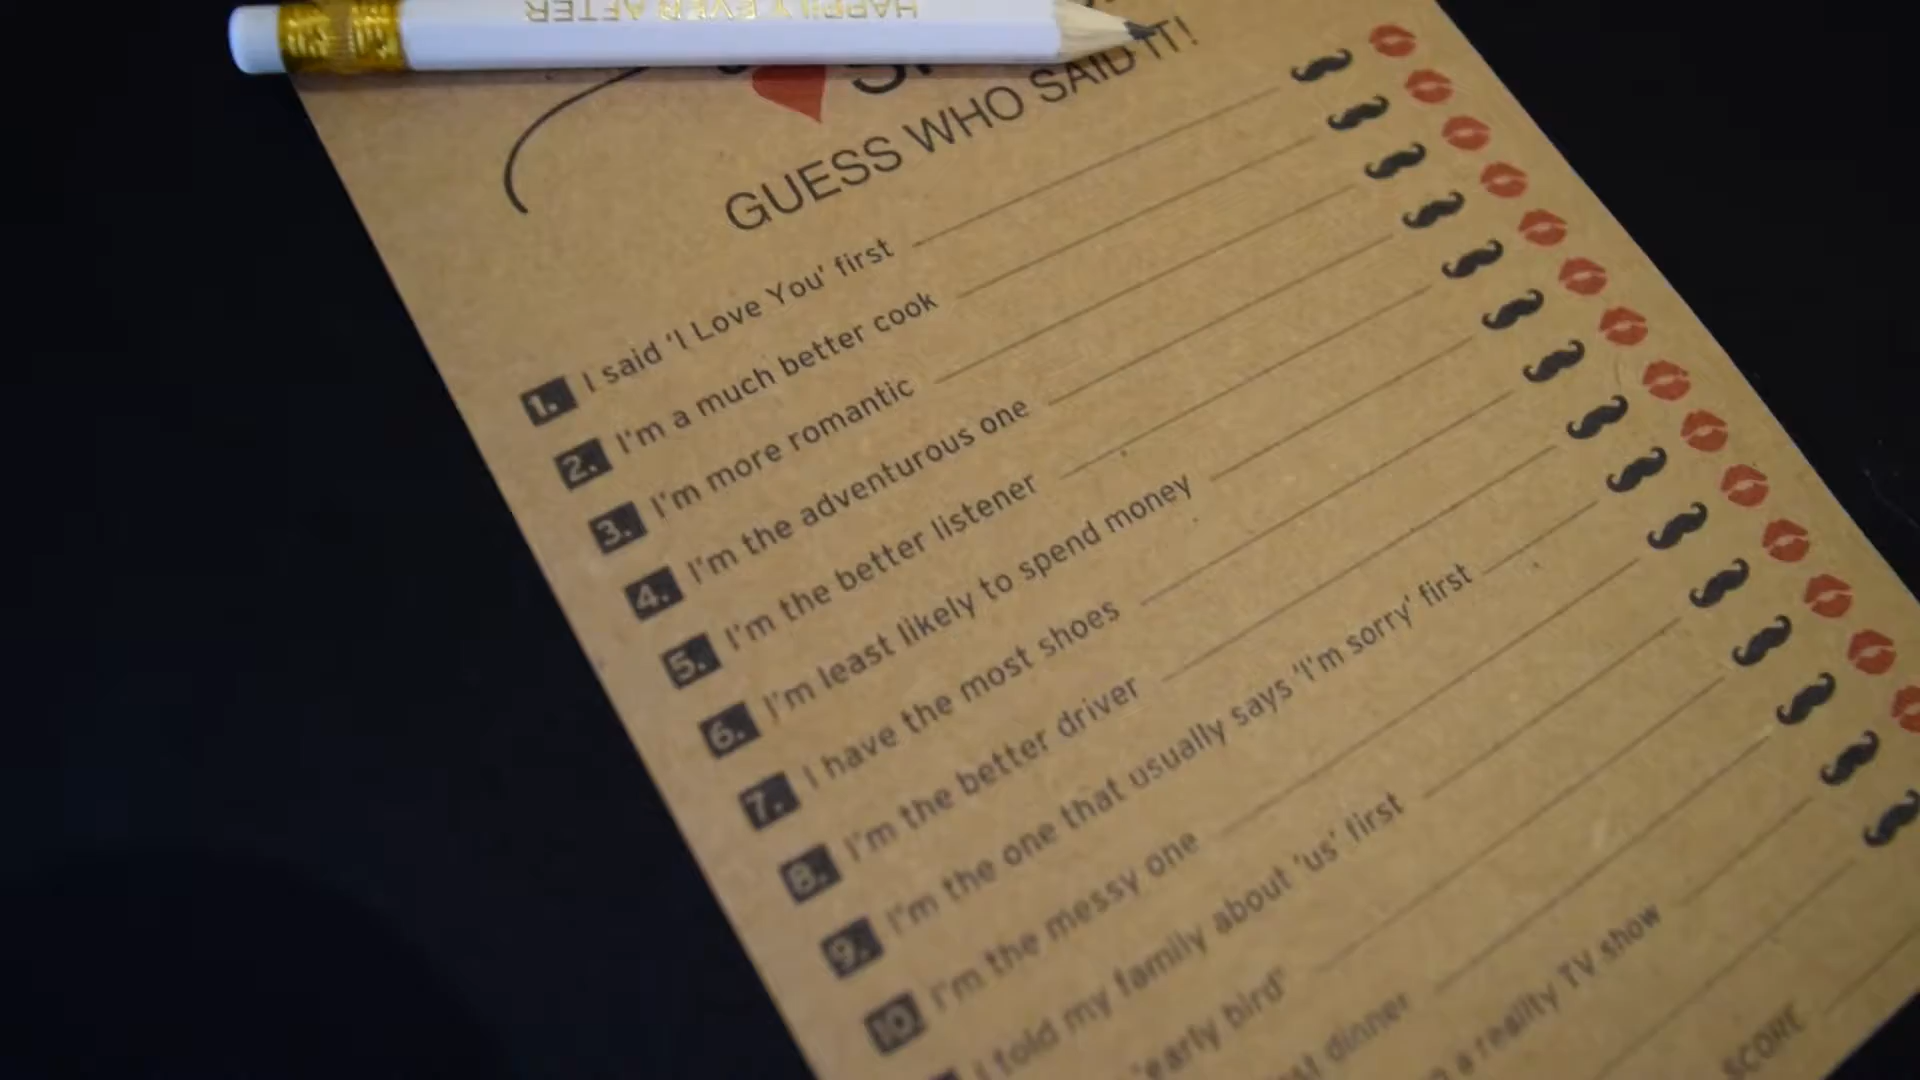 HAPPILY EVER AFTER
GUESS WHO SAID IT!
1. I said 'I Love You' first
2. I'm a much better cook
3. I'm more romantic
4. I'm the adventurous one
5. I'm the better listener
6. I'm least likely to spend money
7. I have the most shoes
8. I'm the better driver
9. I'm the one that usually says 'I'm sorry' first
10. I'm the messy one
I told my family about 'us' first
'early bird'
dinner
a reality TV show
SCORE